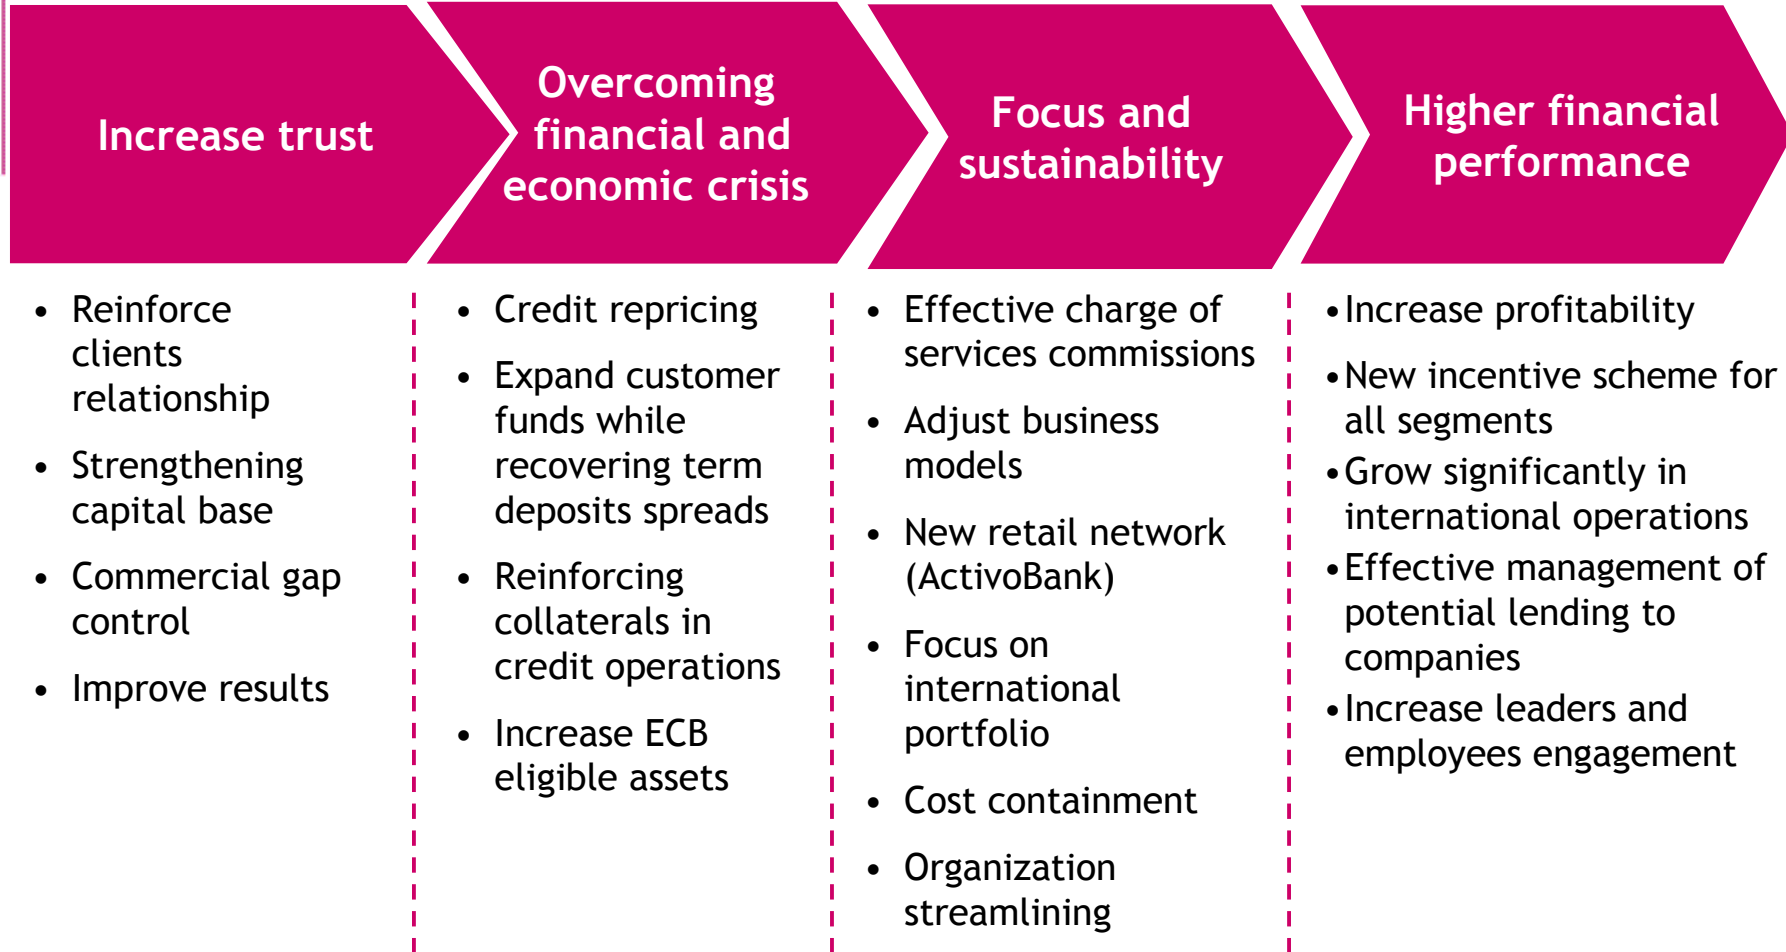 Increase trust
Overcoming
financial and
economic crisis
Focus and
sustainability
Higher financial
performance
• Reinforce
clients
relationship
• Strengthening
capital base
• Commercial gap
control
• Improve results
• Credit repricing
• Expand customer
funds while
recovering term
deposits spreads
• Reinforcing
collaterals in
credit operations
• Increase ECB
eligible assets
• Effective charge of
services commissions
• Adjust business
models
• New retail network
(ActivoBank)
• Focus on
international
portfolio
• Cost containment
• Organization
streamlining
• Increase profitability
• New incentive scheme for
all segments
• Grow significantly in
international operations
• Effective management of
potential lending to
companies
• Increase leaders and
employees engagement